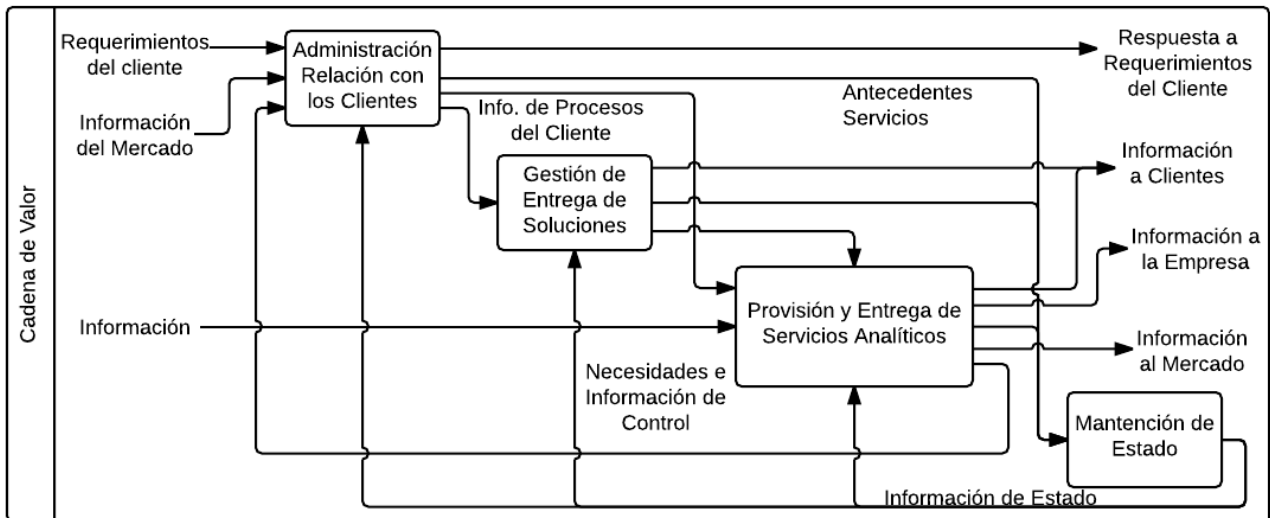 Cadena de Valor
Requerimientos
del cliente
Información
del Mercado
Información
Administración
Relación con
los Clientes
Info. de Procesos
del Cliente
Gestión de
Entrega de
Soluciones
Antecedentes
Servicios
Provisión y Entrega de
Servicios Analíticos
Necesidades e
Información de
Control
Mantención de
Estado
Información de Estado
Respuesta a
Requerimientos
del Cliente
Información
a Clientes
Información a
la Empresa
Información
al Mercado